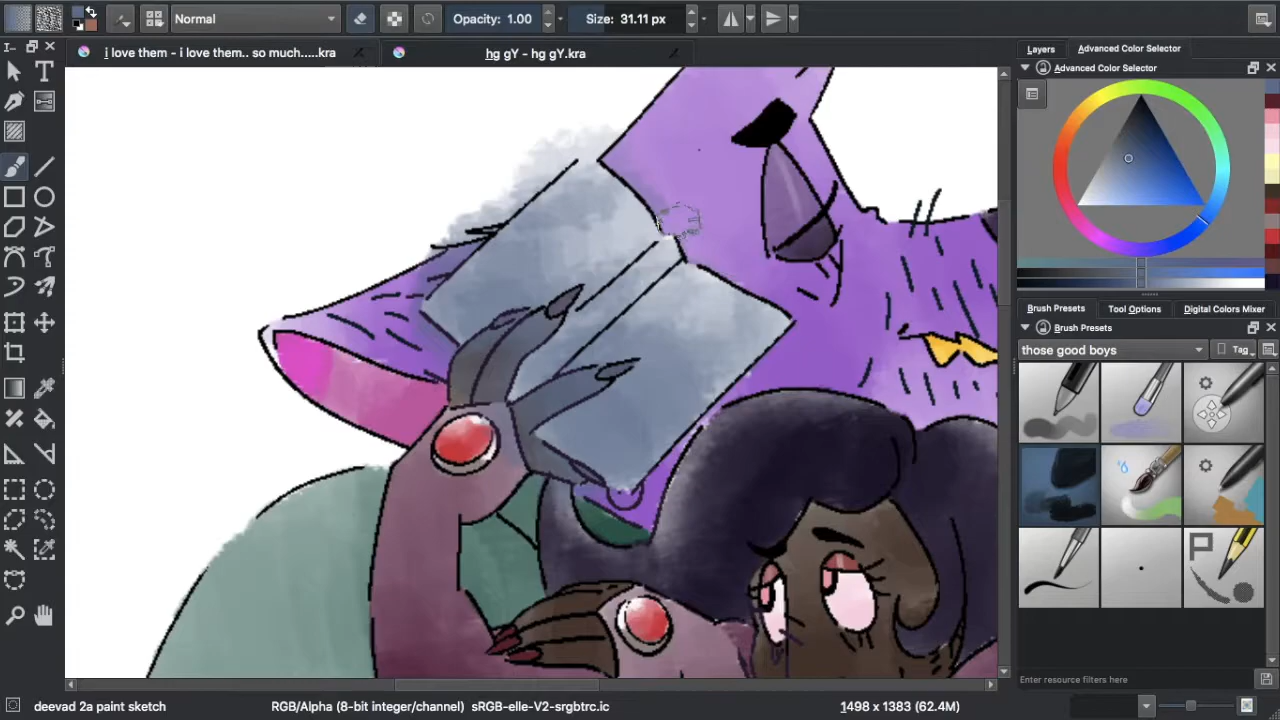 Normal
Opacity: 1.00
Size: 31.11 px
i love them - i love them.. so much.....kra
hg gY - hg gY.kra
I...
Layers
Advanced Color Selector
Advanced Color Selector
Brush Presets
Tool Options
Digital Colors Mixer
Brush Presets
those good boys
Tag
Enter resource filters here
deevad 2a paint sketch
RGB/Alpha (8-bit integer/channel) sRGB-elle-V2-srgbtrc.ic
1498 x 1383 (62.4M)